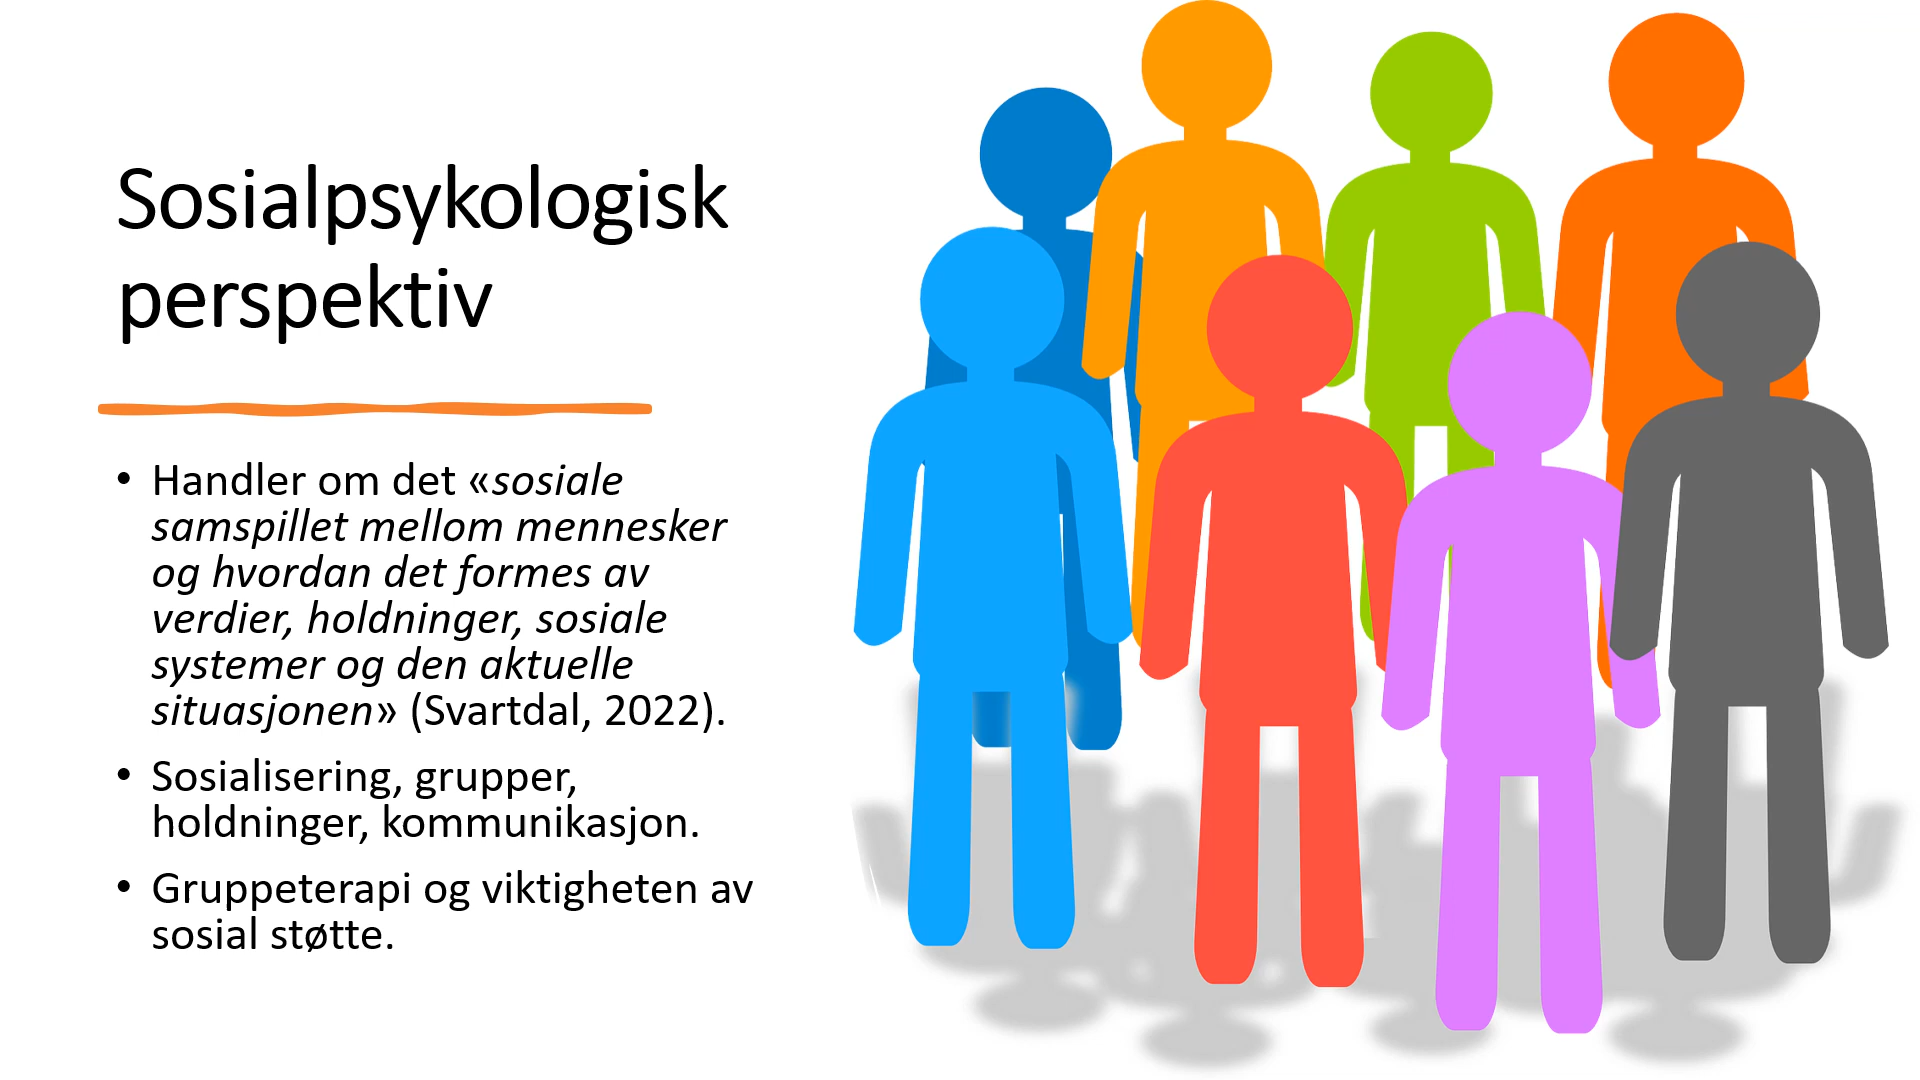 Sosialpsykologisk
perspektiv
• Handler om det «sosiale
samspillet mellom mennesker
og hvordan det formes av
verdier, holdninger, sosiale
systemer og den aktuelle
situasjonen» (Svartdal, 2022).
• Sosialisering, grupper,
holdninger, kommunikasjon.
• Gruppeterapi og viktigheten av
sosial støtte.